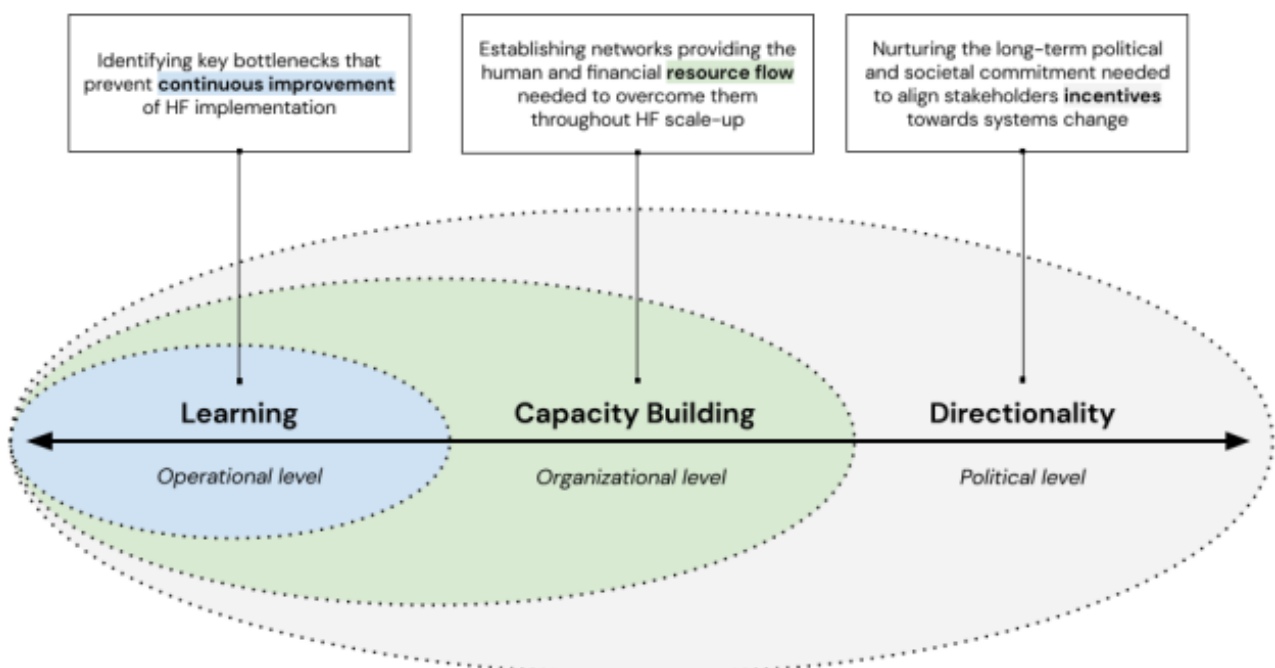 Identifying key bottlenecks that
prevent continuous improvement
of HF implementation
Establishing networks providing the
human and financial resource flow
needed to overcome them
throughout HF scale-up
Nurturing the long-term political
and societal commitment needed
to align stakeholders incentives
towards systems change
Learning
Operational level
Capacity Building
Organizational level
Directionality
Political level